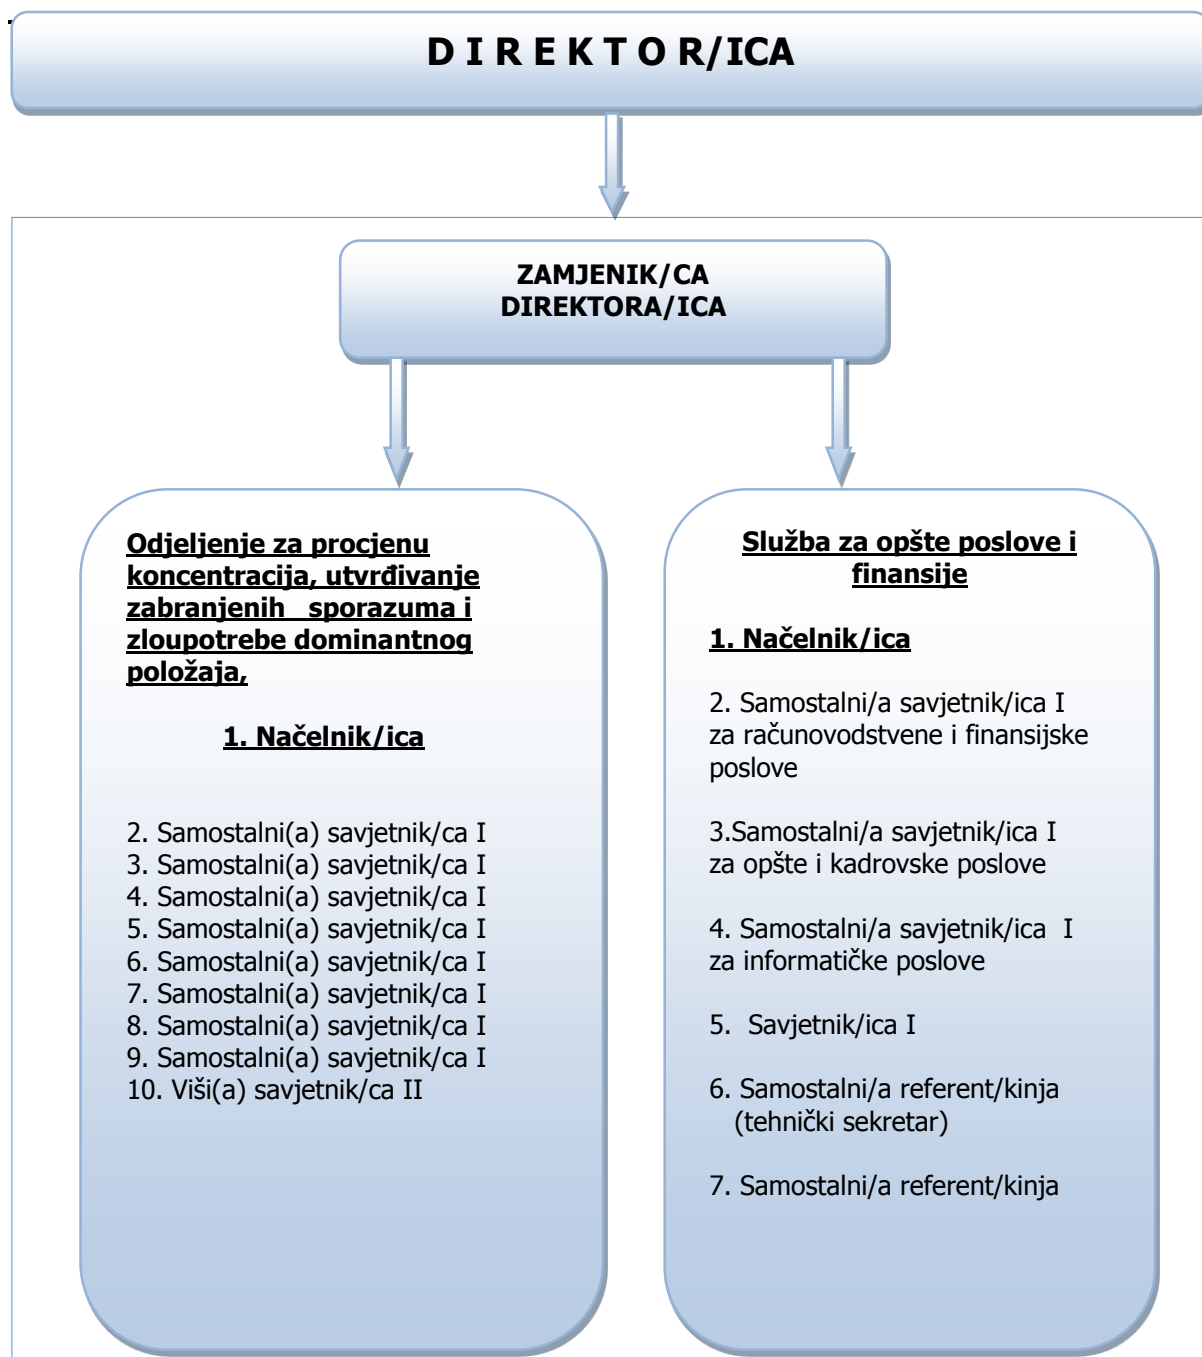 D I R E K T O R/ICA
ZAMJENIK/CA
DIREKTORA/ICA
Odjeljenje za procjenu
koncentracija, utvrđivanje
zabranjenih sporazuma i
zloupotrebe dominantnog
položaja,
1. Načelnik/ica
2. Samostalni(a) savjetnik/ca I
3. Samostalni(a) savjetnik/ca I
4. Samostalni(a) savjetnik/ca I
5. Samostalni(a) savjetnik/ca I
6. Samostalni(a) savjetnik/ca I
7. Samostalni(a) savjetnik/ca I
8. Samostalni(a) savjetnik/ca I
9. Samostalni(a) savjetnik/ca I
10. Viši(a) savjetnik/ca II
Služba za opšte poslove i
finansije
1. Načelnik/ica
2. Samostalni/a savjetnik/ica I
za računovodstvene i finansijske
poslove
3.Samostalni/a savjetnik/ica I
za opšte i kadrovske poslove
4. Samostalni/a savjetnik/ica I
za informatičke poslove
5. Savjetnik/ica I
6. Samostalni/a referent/kinja
(tehnički sekretar)
7. Samostalni/a referent/kinja